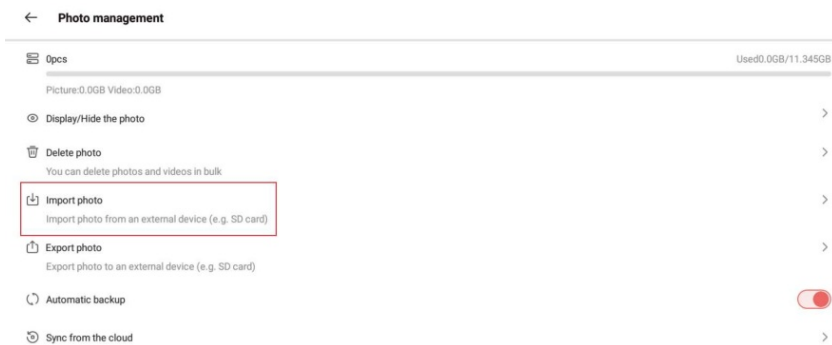 Photo management
0pcs
Used0.0GB/11.345GB
Picture:0.0GB Video:0.0GB
Display/Hide the photo
Delete photo
You can delete photos and videos in bulk
Import photo
Import photo from an external device (e.g. SD card)
Export photo
Export photo to an external device (e.g. SD card)
Automatic backup
Sync from the cloud